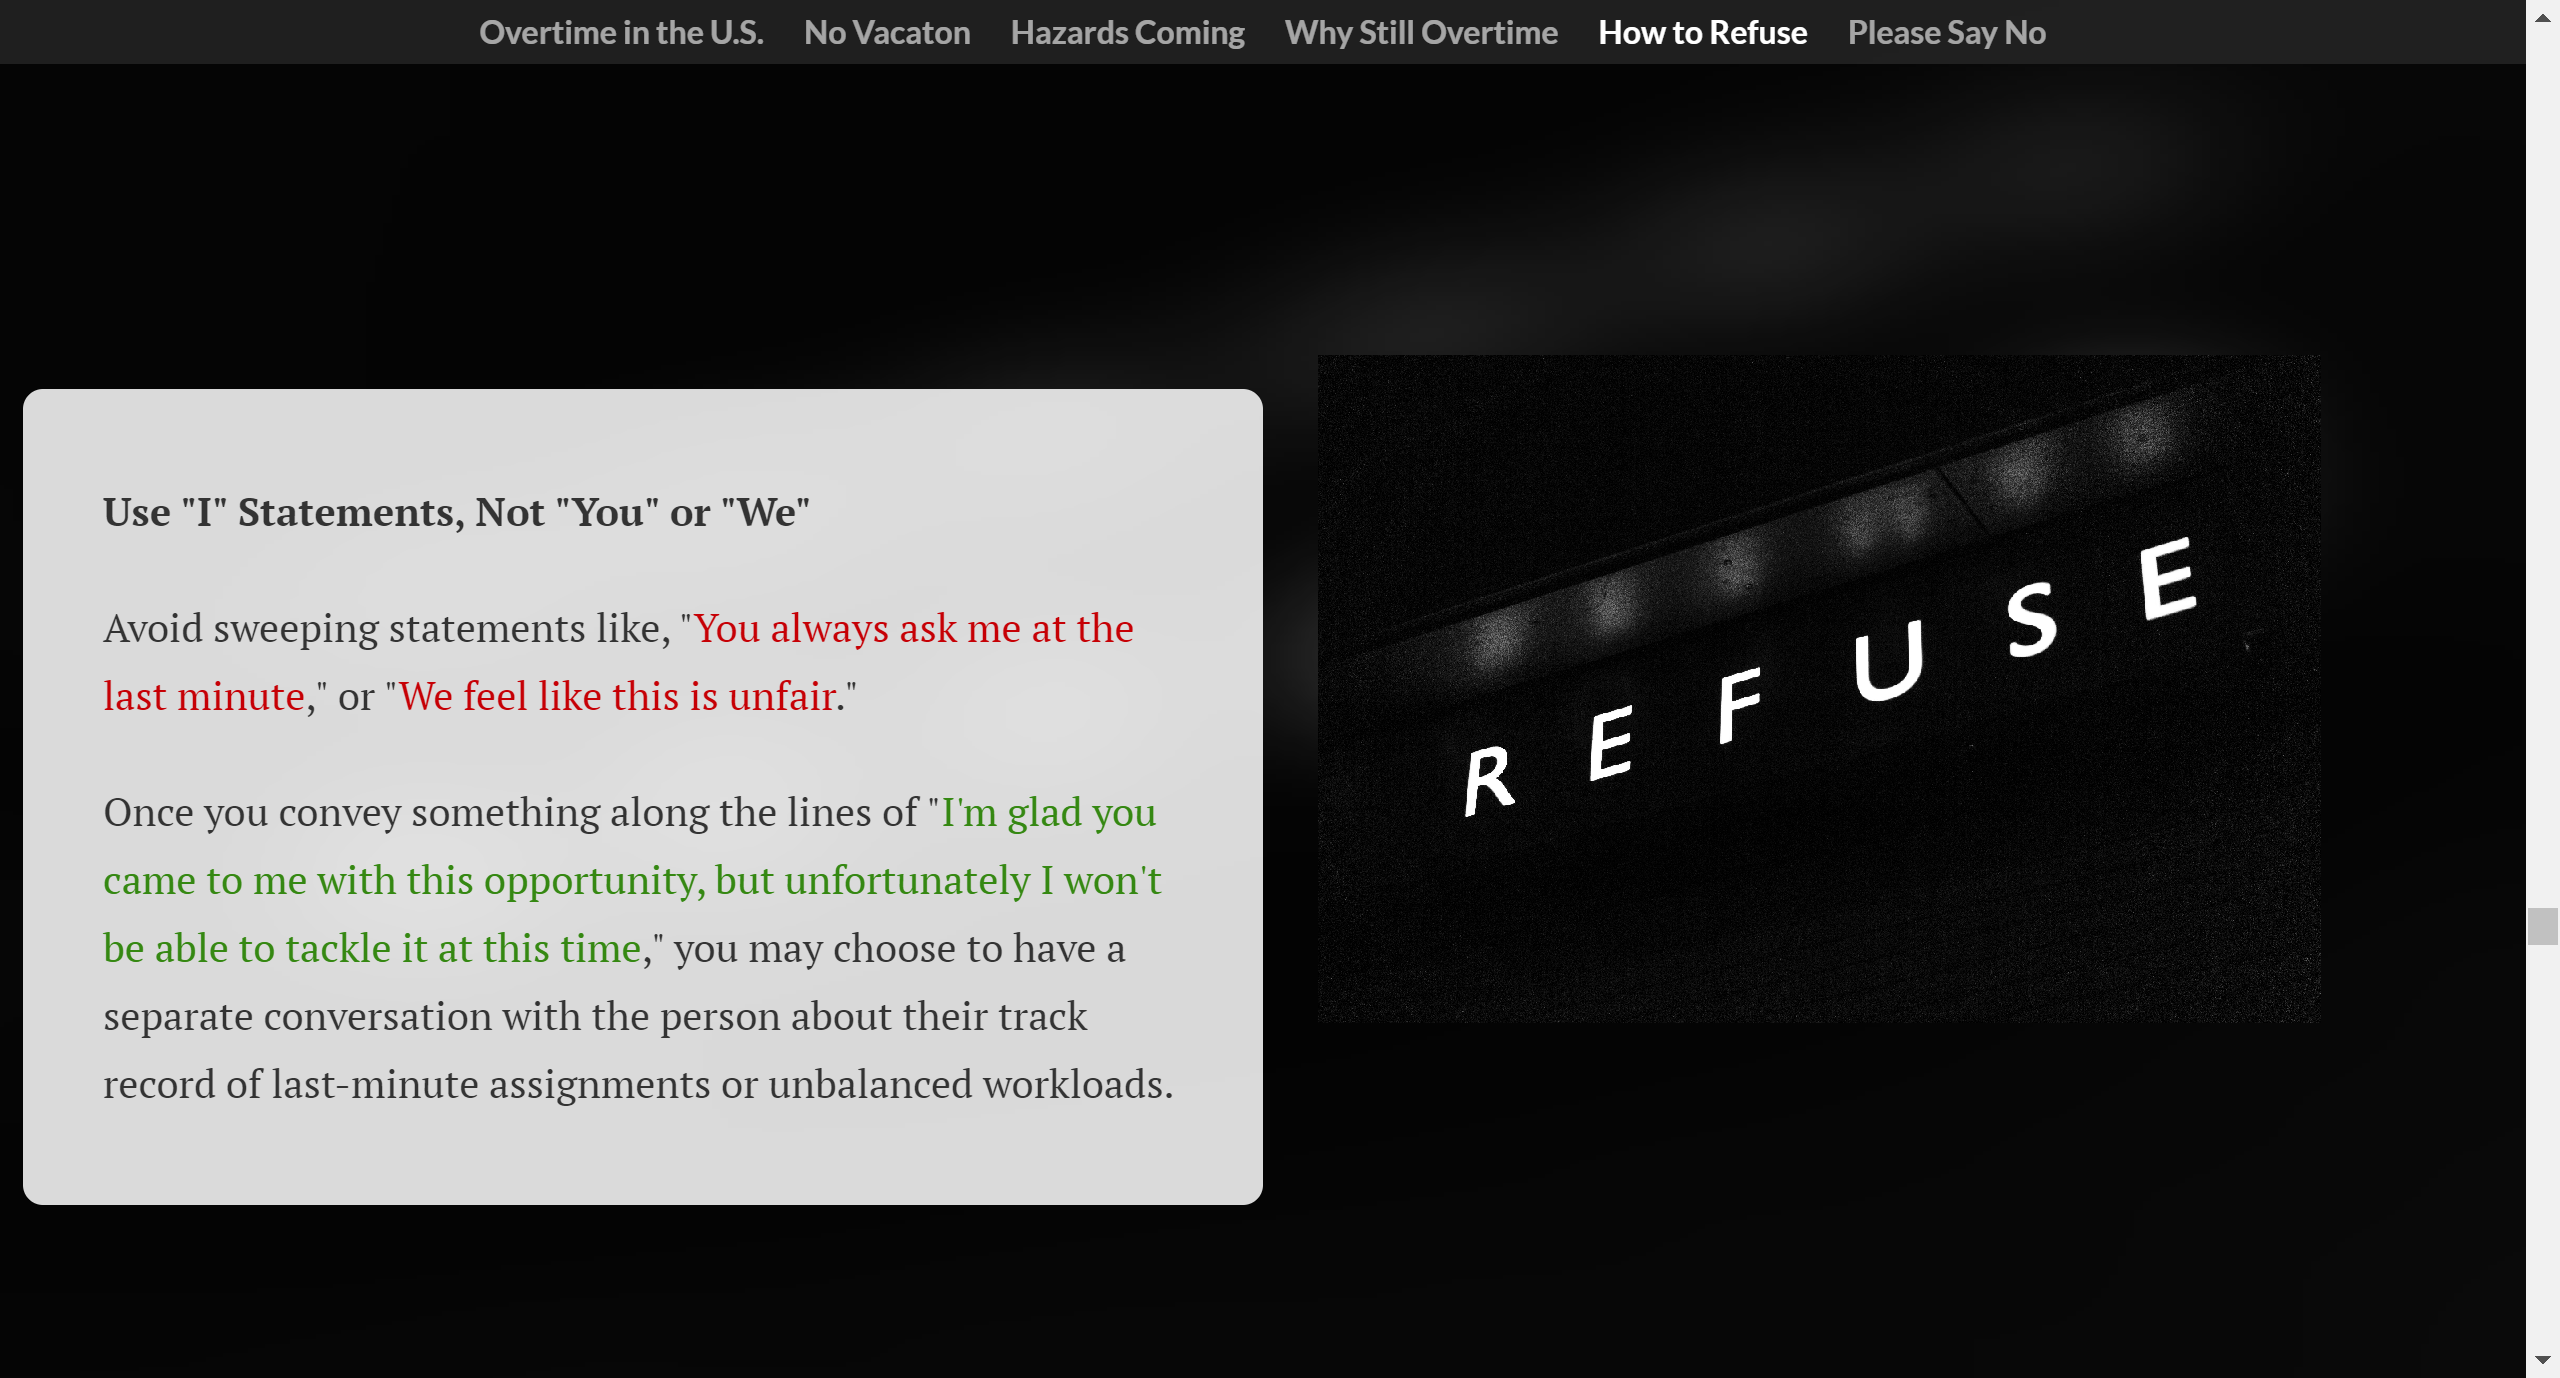 Overtime in the U.S. No Vacaton Hazards Coming Why Still Overtime How to Refuse Please Say No
Use "I" Statements, Not "You" or "We"
Avoid sweeping statements like, "You always ask me at the
last minute," or "We feel like this is unfair."
Once you convey something along the lines of "I'm glad you
came to me with this opportunity, but unfortunately I won't
be able to tackle it at this time," you may choose to have a
separate conversation with the person about their track
record of last-minute assignments or unbalanced workloads.
REFUSE